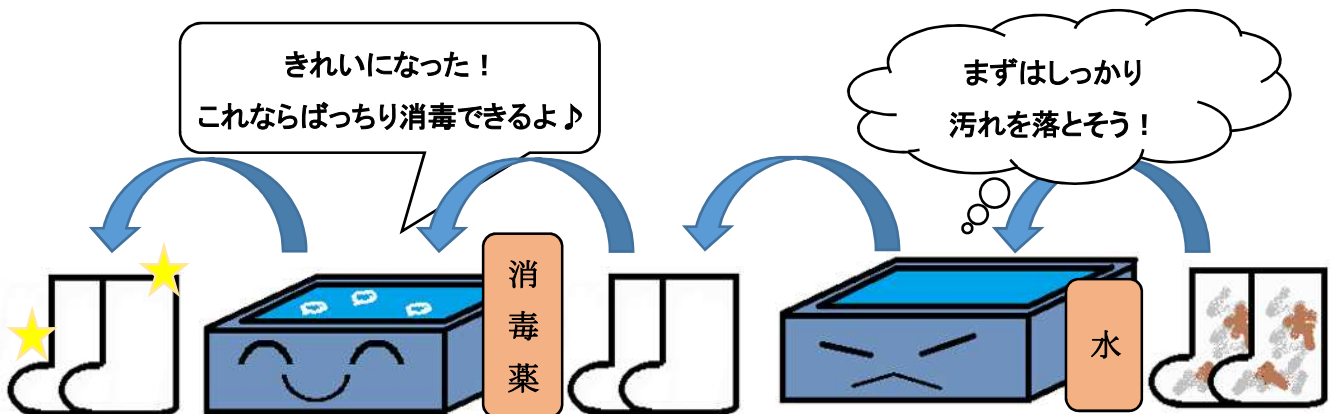 まずはしっかり
汚れを落とそう！
水
きれいになった！
これならばっちり消毒できるよ♪
消毒薬